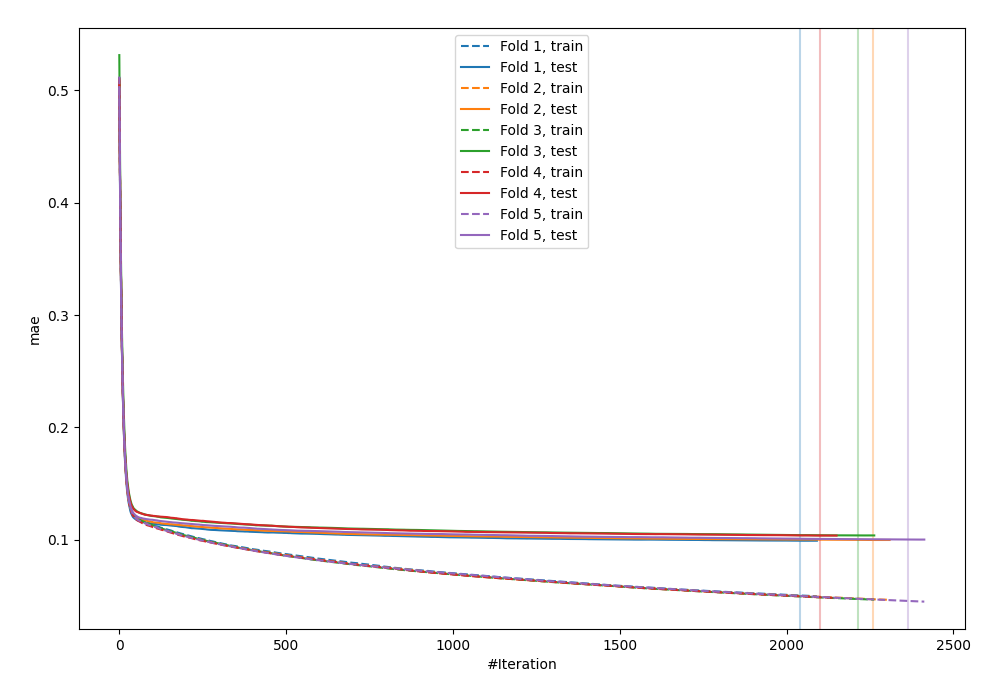 Fold 1, train
Fold 1, test
Fold 2, train
Fold 2, test
Fold 3, train
Fold 3, test
Fold 4, train
Fold 4, test
Fold 5, train
Fold 5, test
0.5
0.4
0.3
0.2
0.1
mae
0 500 1000 1500 2000 2500
#Iteration